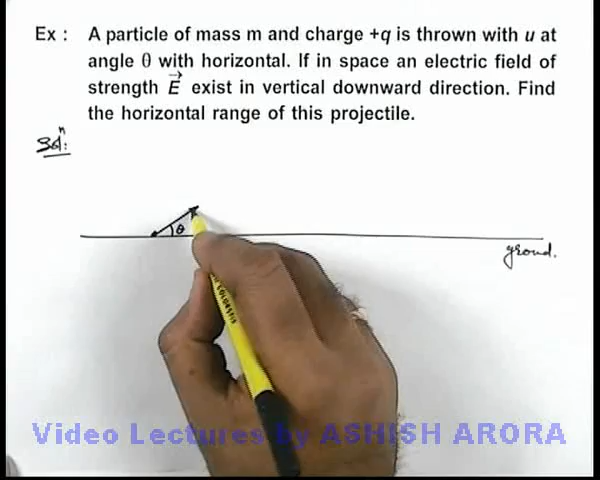 Ex : A particle of mass m and charge +q is thrown with u at
angle θ with horizontal. If in space an electric field of
strength E⃗ exist in vertical downward direction. Find
the horizontal range of this projectile.
Solⁿ:
θ
ground.
Video Lectures by ASHISH ARORA